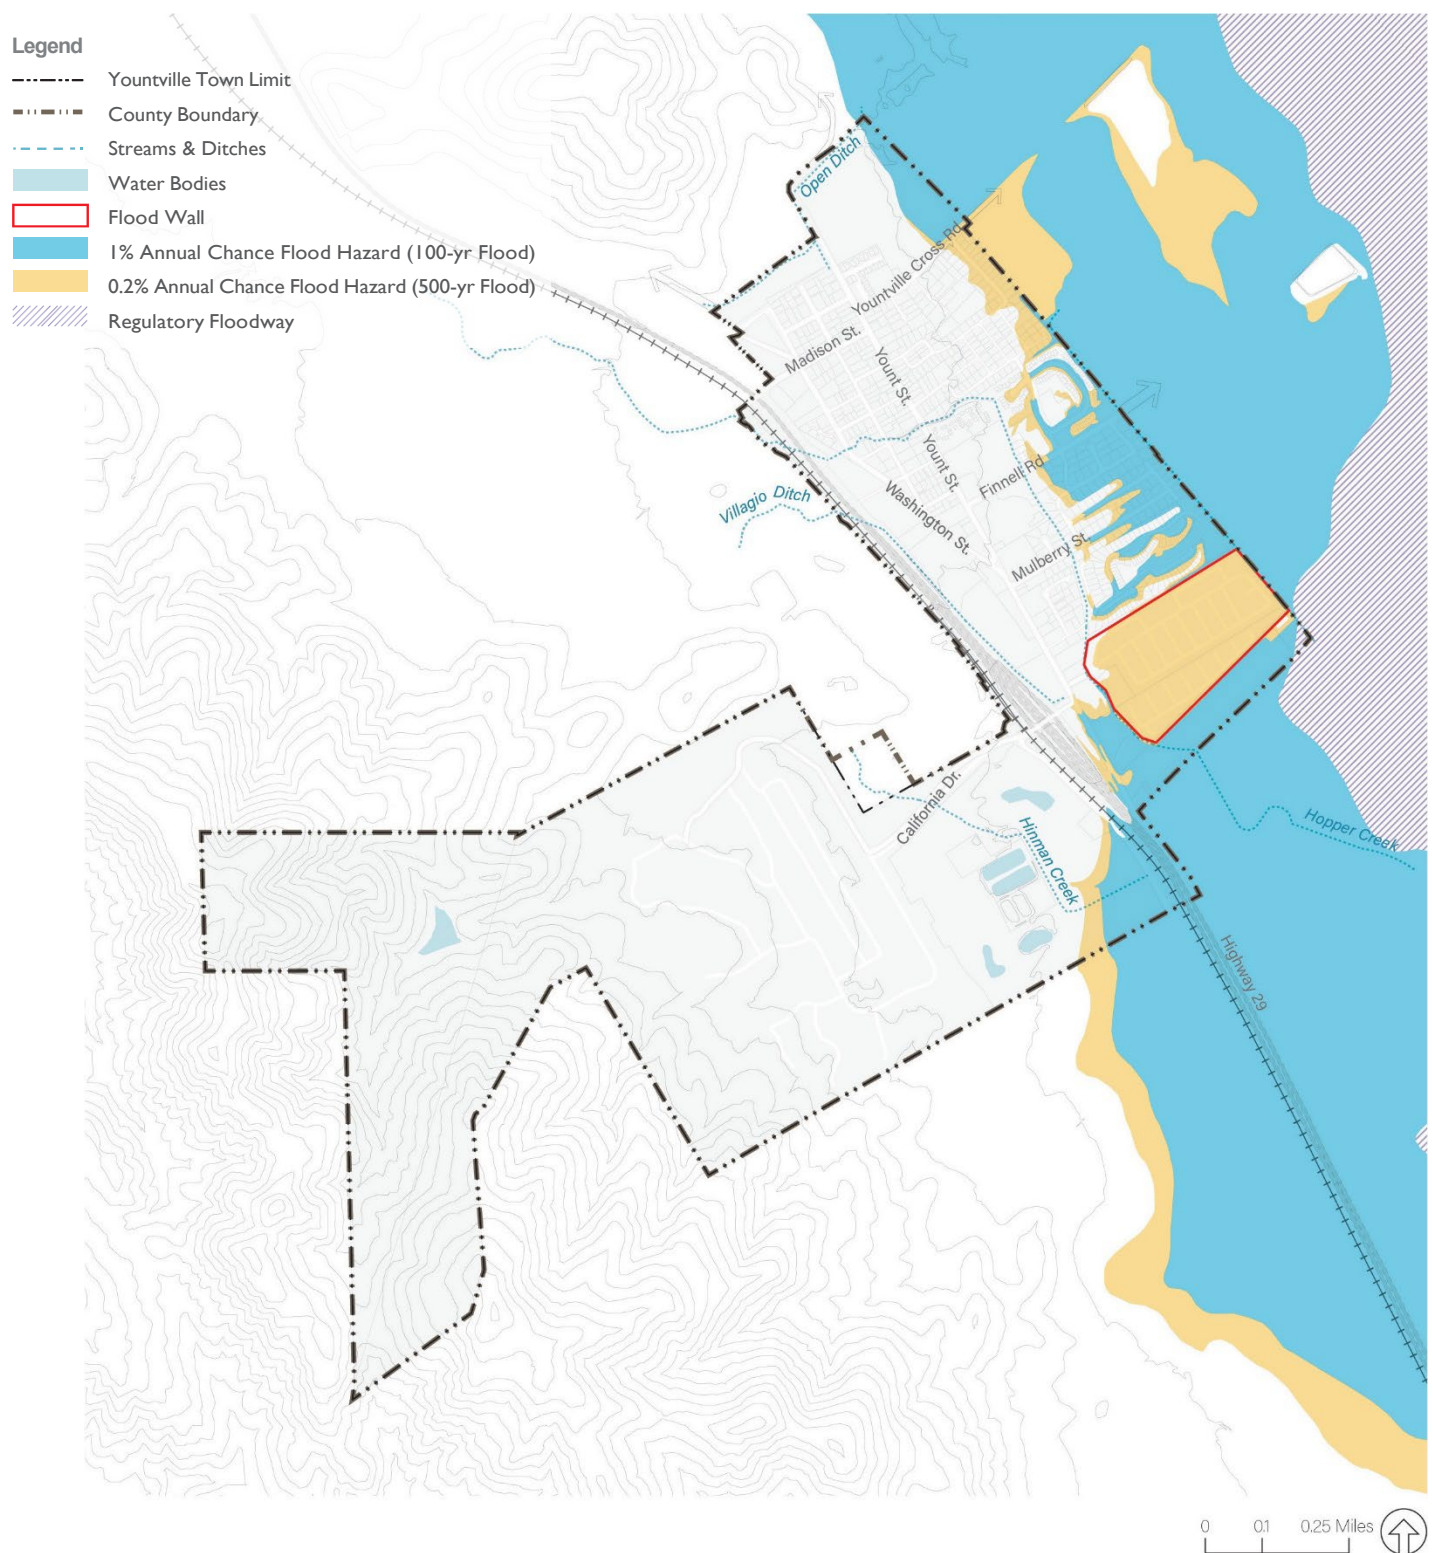 Legend
Yountville Town Limit
County Boundary
Streams & Ditches
Water Bodies
Flood Wall
1% Annual Chance Flood Hazard (100-yr Flood)
0.2% Annual Chance Flood Hazard (500-yr Flood)
Regulatory Floodway
Open Ditch
Yountville Cross Rd.
Madison St.
Yount St.
Yount St.
Finnell Rd.
Villagio Ditch
Washington St.
Mulberry St.
California Dr.
Hinman Creek
Hopper Creek
Highway 29
0 0.1 0.25 Miles